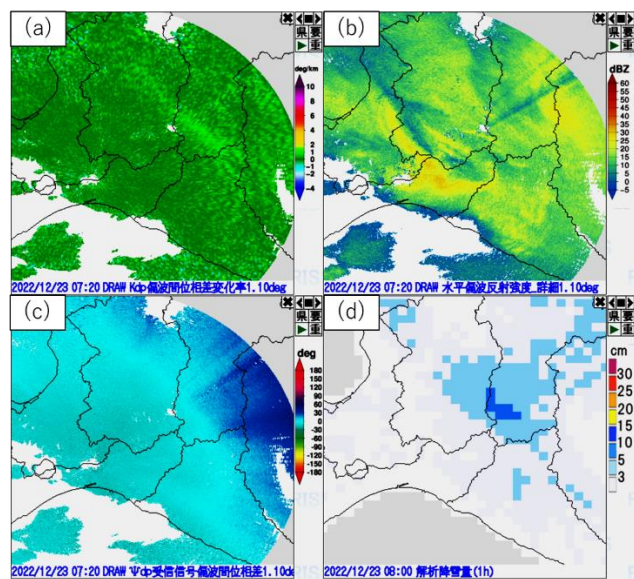 (a)
県 要
重
deg/km
10
8
6
4
2
1
0
-1
-2
-4
2022/12/23 07:20 DRAW Kdp偏波間位相差変化率1.10deg
(b)
県 要
重
dBZ
60
55
50
45
40
35
30
25
20
15
10
5
0
-5
2022/12/23 07:20 DRAW 水平偏波反射強度_詳細1.10deg
(c)
県 要
重
deg
180
150
120
90
60
30
0
-30
-60
-90
-120
-150
-180
2022/12/23 07:20 DRAW Ψdp受信信号偏波間位相差1.10de
(d)
県 要
重
cm
30
25
20
15
10
5
3
2022/12/23 08:00 解析降雪量(1h)